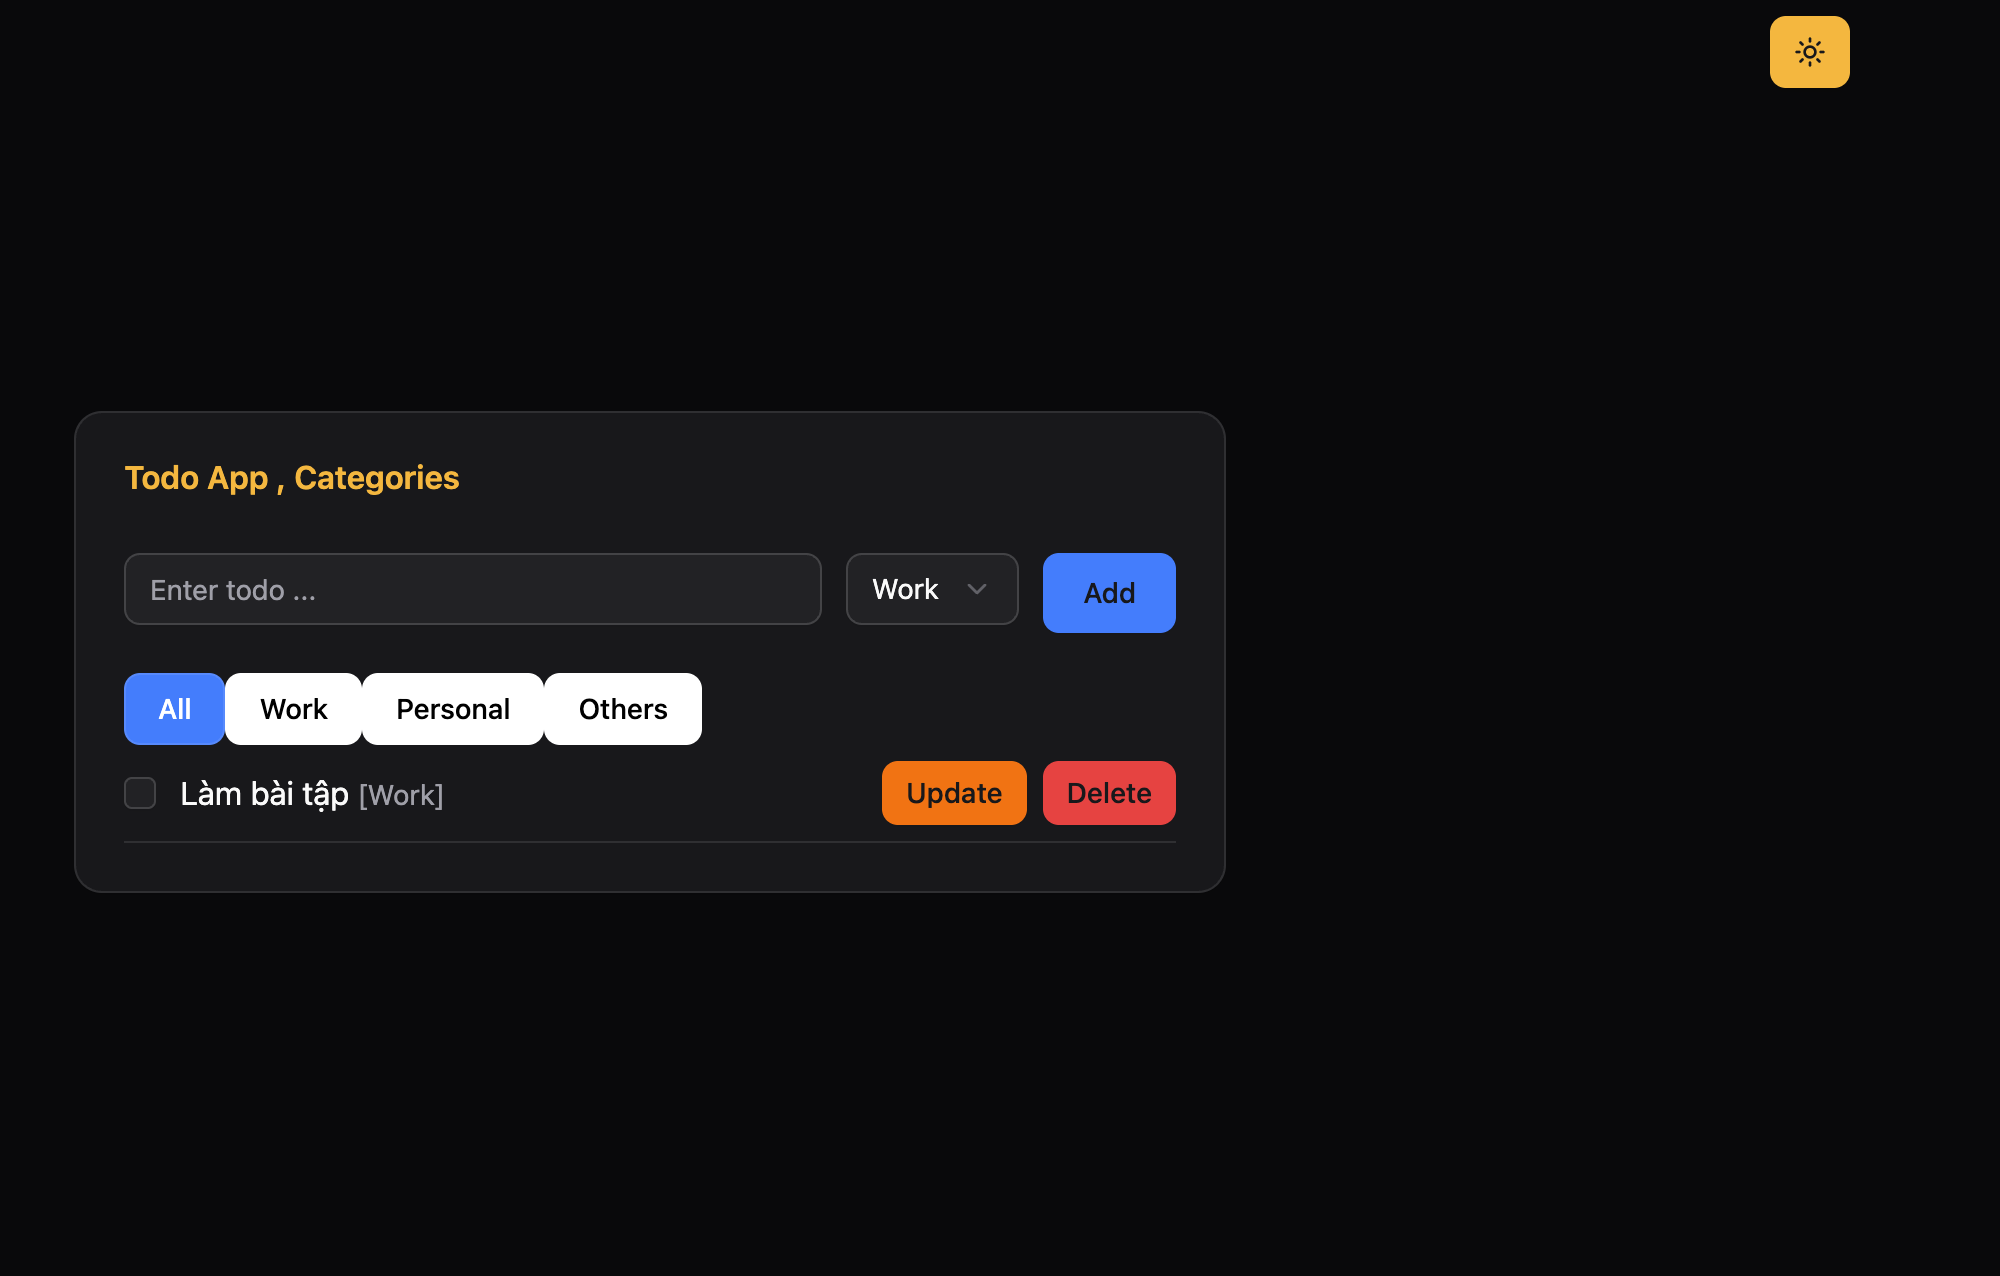 Todo App , Categories
Enter todo ... Work Add
All Work Personal Others
Làm bài tập [Work] Update Delete